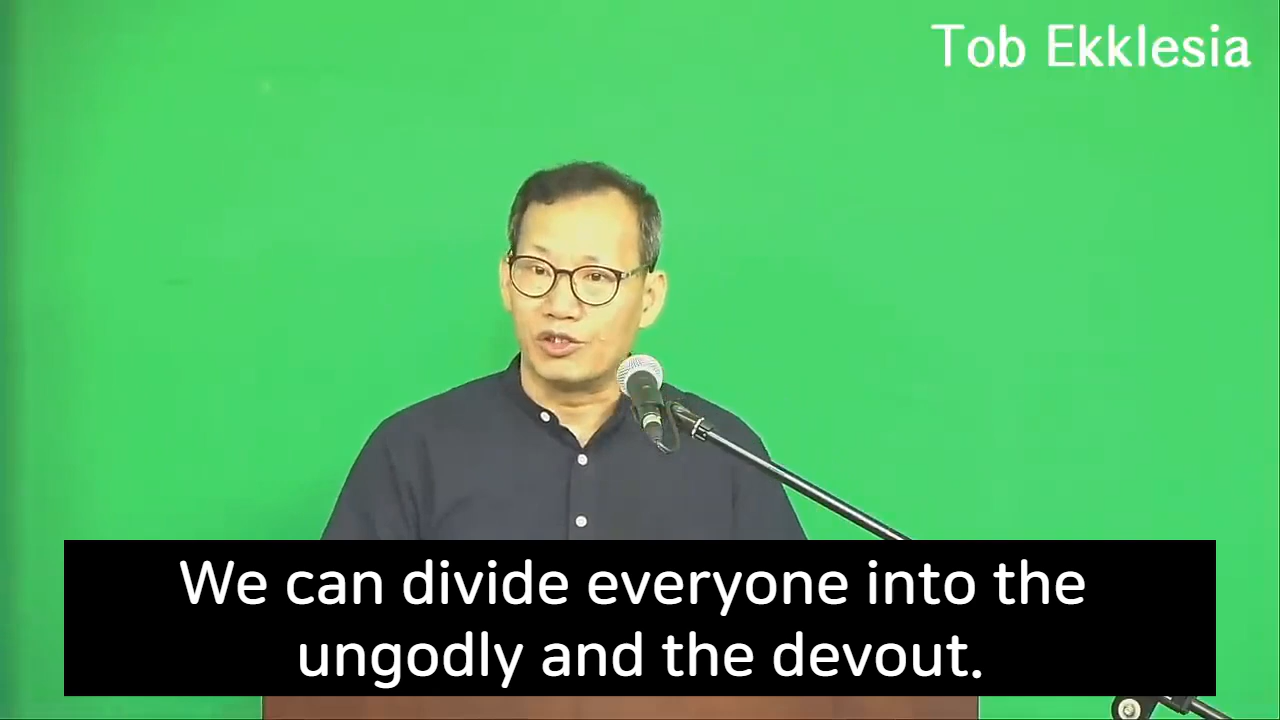 Tob Ekklesia
We can divide everyone into the
ungodly and the devout.